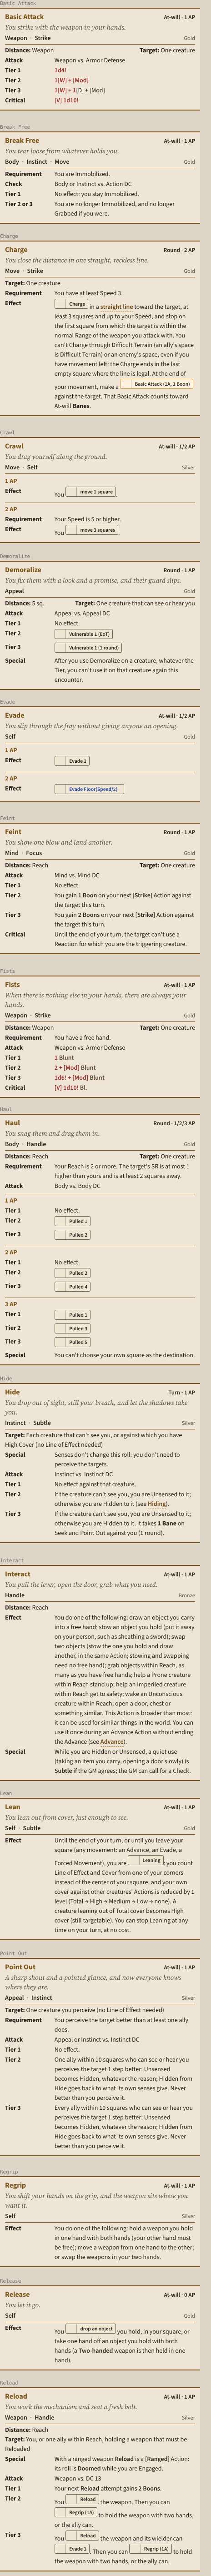 Basic Attack
Basic Attack At-will · 1 AP
You strike with the weapon in your hands.
Weapon · Strike Gold
Distance: Weapon Target: One creature
Attack Weapon vs. Armor Defense
Tier 1 1d4!
Tier 2 1[W] + [Mod]
Tier 3 1[W] + 1[D] + [Mod]
Critical [V] 1d10!
Break Free
Break Free At-will · 1 AP
You tear loose from whatever holds you.
Body · Instinct · Move Gold
Requirement You are Immobilized.
Check Body or Instinct vs. Action DC
Tier 1 No effect; you stay Immobilized.
Tier 2 or 3 You are no longer Immobilized, and no longer
Grabbed if you were.
Charge
Charge Round · 2 AP
You close the distance in one straight, reckless line.
Move · Strike Gold
Target: One creature
Requirement You have at least Speed 3.
Effect Charge in a straight line toward the target, at
least 3 squares and up to your Speed, and stop on
the first square from which the target is within the
normal Range of the weapon you attack with. You
can't Charge through Difficult Terrain (an ally's space
is Difficult Terrain) or an enemy's space, even if you
have movement left: the Charge ends in the last
empty square where the line is legal. At the end of
your movement, make a Basic Attack (1A, 1 Boon)
against the target. That Basic Attack counts toward
At-will Banes.
Crawl
Crawl At-will · 1/2 AP
You drag yourself along the ground.
Move · Self Silver
1 AP
Effect You move 1 square.
2 AP
Requirement Your Speed is 5 or higher.
Effect You move 3 squares.
Demoralize
Demoralize Round · 1 AP
You fix them with a look and a promise, and their guard slips.
Appeal Gold
Distance: 5 sq. Target: One creature that can see or hear you
Attack Appeal vs. Appeal DC
Tier 1 No effect.
Tier 2 Vulnerable 1 (EoT)
Tier 3 Vulnerable 1 (1 round)
Special After you use Demoralize on a creature, whatever the
Tier, you can't use it on that creature again this
encounter.
Evade
Evade At-will · 1/2 AP
You slip through the fray without giving anyone an opening.
Self Gold
1 AP
Effect Evade 1
2 AP
Effect Evade Floor(Speed/2)
Feint
Feint Round · 1 AP
You show one blow and land another.
Mind · Focus Gold
Distance: Reach Target: One creature
Attack Mind vs. Mind DC
Tier 1 No effect.
Tier 2 You gain 1 Boon on your next [Strike] Action against
the target this turn.
Tier 3 You gain 2 Boons on your next [Strike] Action against
the target this turn.
Critical Until the end of your turn, the target can't use a
Reaction for which you are the triggering creature.
Fists
Fists At-will · 1 AP
When there is nothing else in your hands, there are always your
hands.
Weapon · Strike Gold
Distance: Weapon Target: One creature
Requirement You have a free hand.
Attack Weapon vs. Armor Defense
Tier 1 1 Blunt
Tier 2 2 + [Mod] Blunt
Tier 3 1d6! + [Mod] Blunt
Critical [V] 1d10! Bl.
Haul
Haul Round · 1/2/3 AP
You snag them and drag them in.
Body · Handle Gold
Distance: Reach Target: One creature
Requirement Your Reach is 2 or more. The target's SR is at most 1
higher than yours and is at least 2 squares away.
Attack Body vs. Body DC
1 AP
Tier 1 No effect.
Tier 2 Pulled 1
Tier 3 Pulled 2
2 AP
Tier 1 No effect.
Tier 2 Pulled 2
Tier 3 Pulled 4
3 AP
Tier 1 Pulled 1
Tier 2 Pulled 3
Tier 3 Pulled 5
Special You can't choose your own square as the destination.
Hide
Hide Turn · 1 AP
You drop out of sight, still your breath, and let the shadows take
you.
Instinct · Subtle Gold
Target: Each creature that can't see you, or against which you have
High Cover (no Line of Effect needed)
Special Senses don't change this roll: you don't need to
perceive the targets.
Attack Instinct vs. Instinct DC
Tier 1 No effect against that creature.
Tier 2 If the creature can't see you, you are Unsensed to it;
otherwise you are Hidden to it (see Hiding).
Tier 3 If the creature can't see you, you are Unsensed to it;
otherwise you are Hidden to it. It takes 1 Bane on
Seek and Point Out against you (1 round).
Interact
Interact At-will · 1 AP
You pull the lever, open the door, grab what you need.
Handle Bronze
Distance: Reach
Effect You do one of the following: draw an object you carry
into a free hand; stow an object you hold (put it away
on your person, such as sheathing a sword); swap
two objects (stow the one you hold and draw
another, in the same Action; stowing and swapping
need no free hand); grab objects within Reach, as
many as you have free hands; help a Prone creature
within Reach stand up; help an Imperiled creature
within Reach get to safety; wake an Unconscious
creature within Reach; open a door, chest or
something similar. This Action is broader than most:
it can be used for similar things in the world. You can
use it once during an Advance Action without ending
the Advance (see Advance).
Special While you are Hidden or Unsensed, a quiet use
(taking an item you carry, opening a door slowly) is
Subtle if the GM agrees; the GM can call for a Check.
Lean
Lean At-will · 1 AP
You lean out from cover, just enough to see.
Self · Subtle Gold
Effect Until the end of your turn, or until you leave your
square (any movement: an Advance, an Evade, a
Forced Movement), you are Leaning: you count
Line of Effect and Cover from one of your corners
instead of the center of your square, and your own
cover against other creatures' Actions is reduced by 1
level (Total → High → Medium → Low → none). A
creature leaning out of Total cover becomes High
cover (still targetable). You can stop Leaning at any
time on your turn, at no cost.
Point Out
Point Out At-will · 1 AP
A sharp shout and a pointed glance, and now everyone knows
where they are.
Appeal · Instinct Silver
Target: One creature you perceive (no Line of Effect needed)
Requirement You perceive the target better than at least one ally
does.
Attack Appeal or Instinct vs. Instinct DC
Tier 1 No effect.
Tier 2 One ally within 10 squares who can see or hear you
perceives the target 1 step better: Unsensed
becomes Hidden, whatever the reason; Hidden from
Hide goes back to what its own senses give. Never
better than you perceive it.
Tier 3 Every ally within 10 squares who can see or hear you
perceives the target 1 step better: Unsensed
becomes Hidden, whatever the reason; Hidden from
Hide goes back to what its own senses give. Never
better than you perceive it.
Regrip
Regrip At-will · 1 AP
You shift your hands on the grip, and the weapon sits where you
want it.
Self Silver
Effect You do one of the following: hold a weapon you hold
in one hand with both hands (your other hand must
be free); move a weapon from one hand to the other;
or swap the weapons in your two hands.
Release
Release At-will · 0 AP
You let it go.
Self Gold
Effect You drop an object you hold, in your square, or
take one hand off an object you hold with both
hands (a Two-handed weapon is then held in one
hand).
Reload
Reload At-will · 1 AP
You work the mechanism and seat a fresh bolt.
Weapon · Handle Silver
Distance: Reach
Target: You, or one ally within Reach, holding a weapon that must be
Reloaded
Special With a ranged weapon Reload is a [Ranged] Action:
its roll is Doomed while you are Engaged.
Attack Weapon vs. DC 13
Tier 1 Your next Reload attempt gains 2 Boons.
Tier 2 You Reload the weapon. Then you can
Regrip (1A) to hold the weapon with two hands,
or the ally can.
Tier 3 You Reload the weapon and its wielder can
Evade 1. Then you can Regrip (1A) to hold
the weapon with two hands, or the ally can.